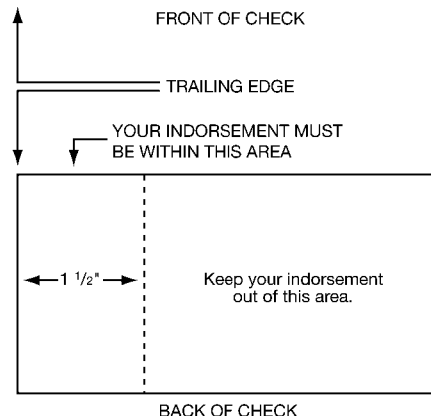 FRONT OF CHECK
TRAILING EDGE
YOUR INDORSEMENT MUST
BE WITHIN THIS AREA
1 1/2"
Keep your indorsement
out of this area.
BACK OF CHECK